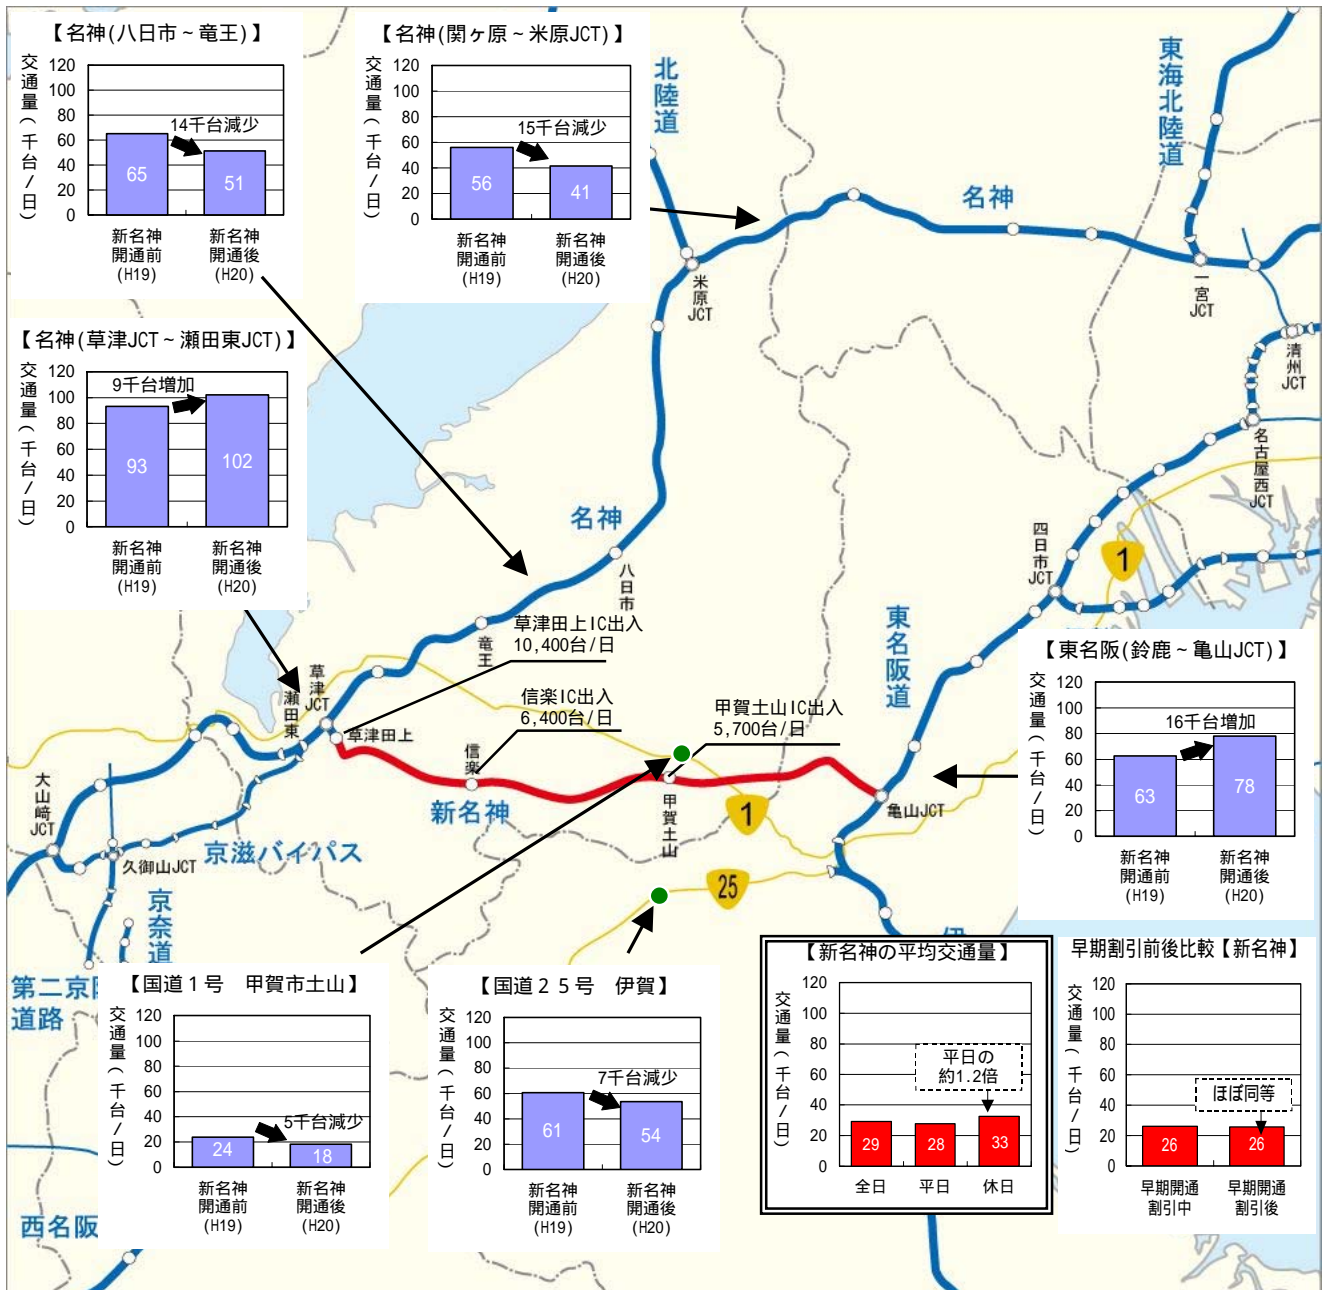 【名神(八日市～竜王)】
交通量(千台/日)
120
100
80
60
40
20
0
14千台減少
65
51
新名神
開通前
(H19)
新名神
開通後
(H20)
【名神(関ヶ原～米原JCT)】
交通量(千台/日)
120
100
80
60
40
20
0
15千台減少
56
41
新名神
開通前
(H19)
新名神
開通後
(H20)
北陸道
東海北陸道
名神
米原JCT
一宮JCT
清州JCT
名古屋西JCT
【名神(草津JCT～瀬田東JCT)】
交通量(千台/日)
120
100
80
60
40
20
0
9千台増加
93
102
新名神
開通前
(H19)
新名神
開通後
(H20)
名神
八日市
竜王
四日市JCT
1
東名阪道
草津田上IC出入
10,400台/日
信楽IC出入
6,400台/日
甲賀土山IC出入
5,700台/日
草津JCT
瀬田東
草津田上
信楽
新名神
甲賀土山
亀山JCT
1
25
大山崎JCT
久御山JCT
京滋バイパス
京奈道
第二京阪
道路
西名阪
伊
【東名阪(鈴鹿～亀山JCT)】
交通量(千台/日)
120
100
80
60
40
20
0
16千台増加
63
78
新名神
開通前
(H19)
新名神
開通後
(H20)
【国道1号　甲賀市土山】
交通量(千台/日)
120
100
80
60
40
20
0
5千台減少
24
18
新名神
開通前
(H19)
新名神
開通後
(H20)
【国道２５号　伊賀】
交通量(千台/日)
120
100
80
60
40
20
0
7千台減少
61
54
新名神
開通前
(H19)
新名神
開通後
(H20)
【新名神の平均交通量】
交通量(千台/日)
120
100
80
60
40
20
0
平日の
約1.2倍
29
28
33
全日
平日
休日
早期割引前後比較【新名神】
交通量(千台/日)
120
100
80
60
40
20
0
ほぼ同等
26
26
早期開通
割引中
早期開通
割引後